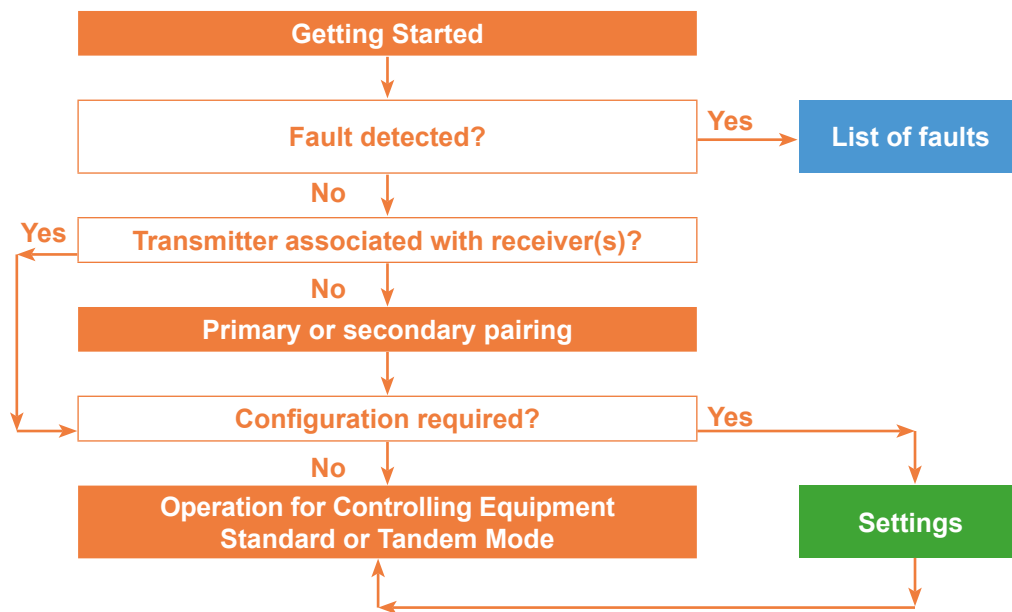 Getting Started
Fault detected?
Yes
List of faults
No
Yes
Transmitter associated with receiver(s)?
No
Primary or secondary pairing
Configuration required?
Yes
No
Operation for Controlling Equipment
Standard or Tandem Mode
Settings